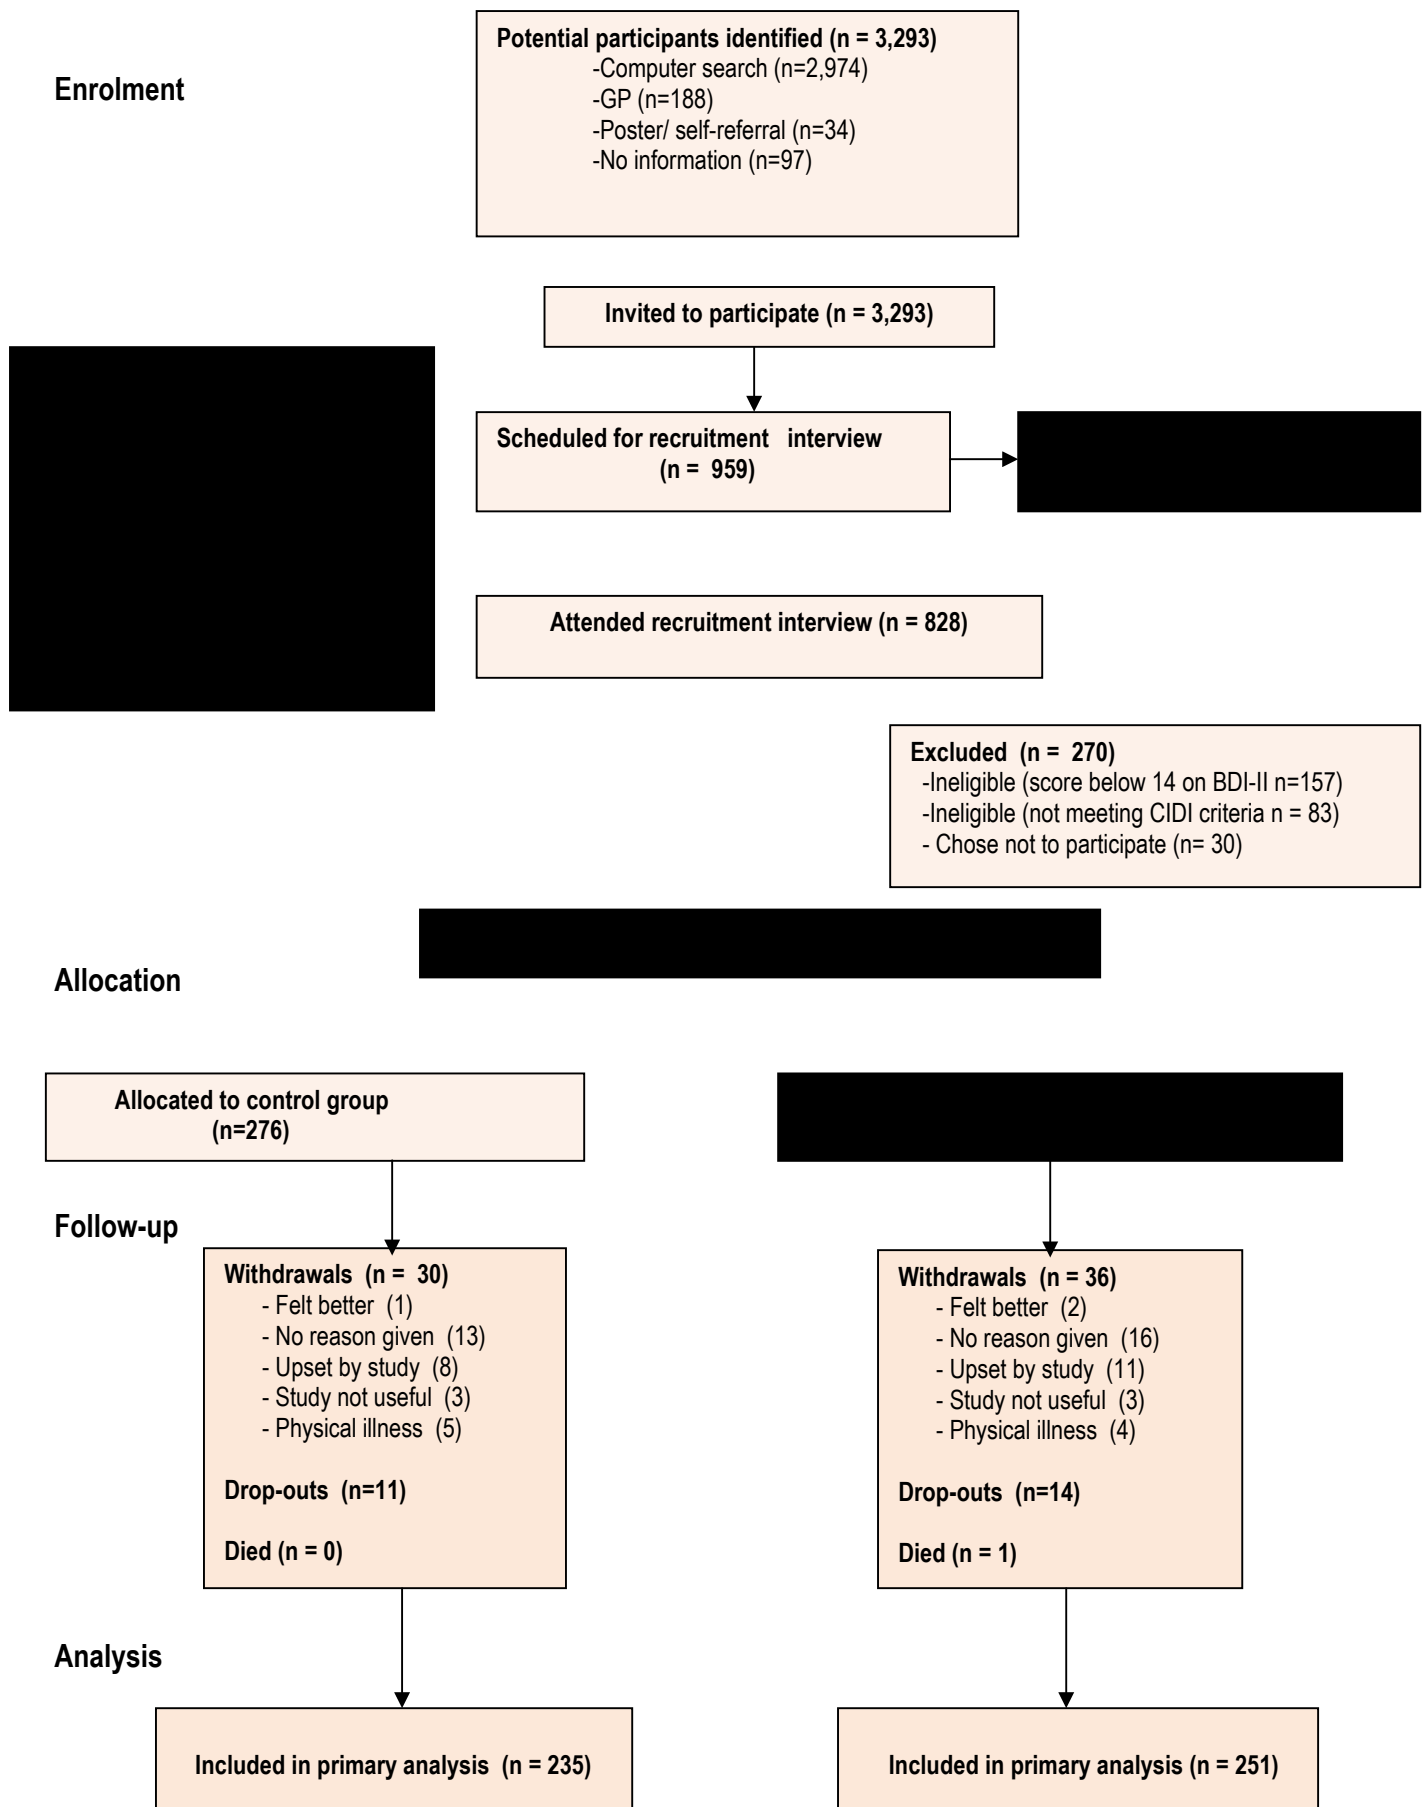 Potential participants identified (n = 3,293)
-Computer search (n=2,974)
-GP (n=188)
-Poster/ self-referral (n=34)
-No information (n=97)
Enrolment
Invited to participate (n = 3,293)
Scheduled for recruitment interview
(n = 959)
Attended recruitment interview (n = 828)
Excluded (n = 270)
-Ineligible (score below 14 on BDI-II n=157)
-Ineligible (not meeting CIDI criteria n = 83)
- Chose not to participate (n= 30)
Allocation
Allocated to control group
(n=276)
Follow-up
Withdrawals (n = 30)
- Felt better (1)
- No reason given (13)
- Upset by study (8)
- Study not useful (3)
- Physical illness (5)
Drop-outs (n=11)
Died (n = 0)
Withdrawals (n = 36)
- Felt better (2)
- No reason given (16)
- Upset by study (11)
- Study not useful (3)
- Physical illness (4)
Drop-outs (n=14)
Died (n = 1)
Analysis
Included in primary analysis (n = 235)
Included in primary analysis (n = 251)